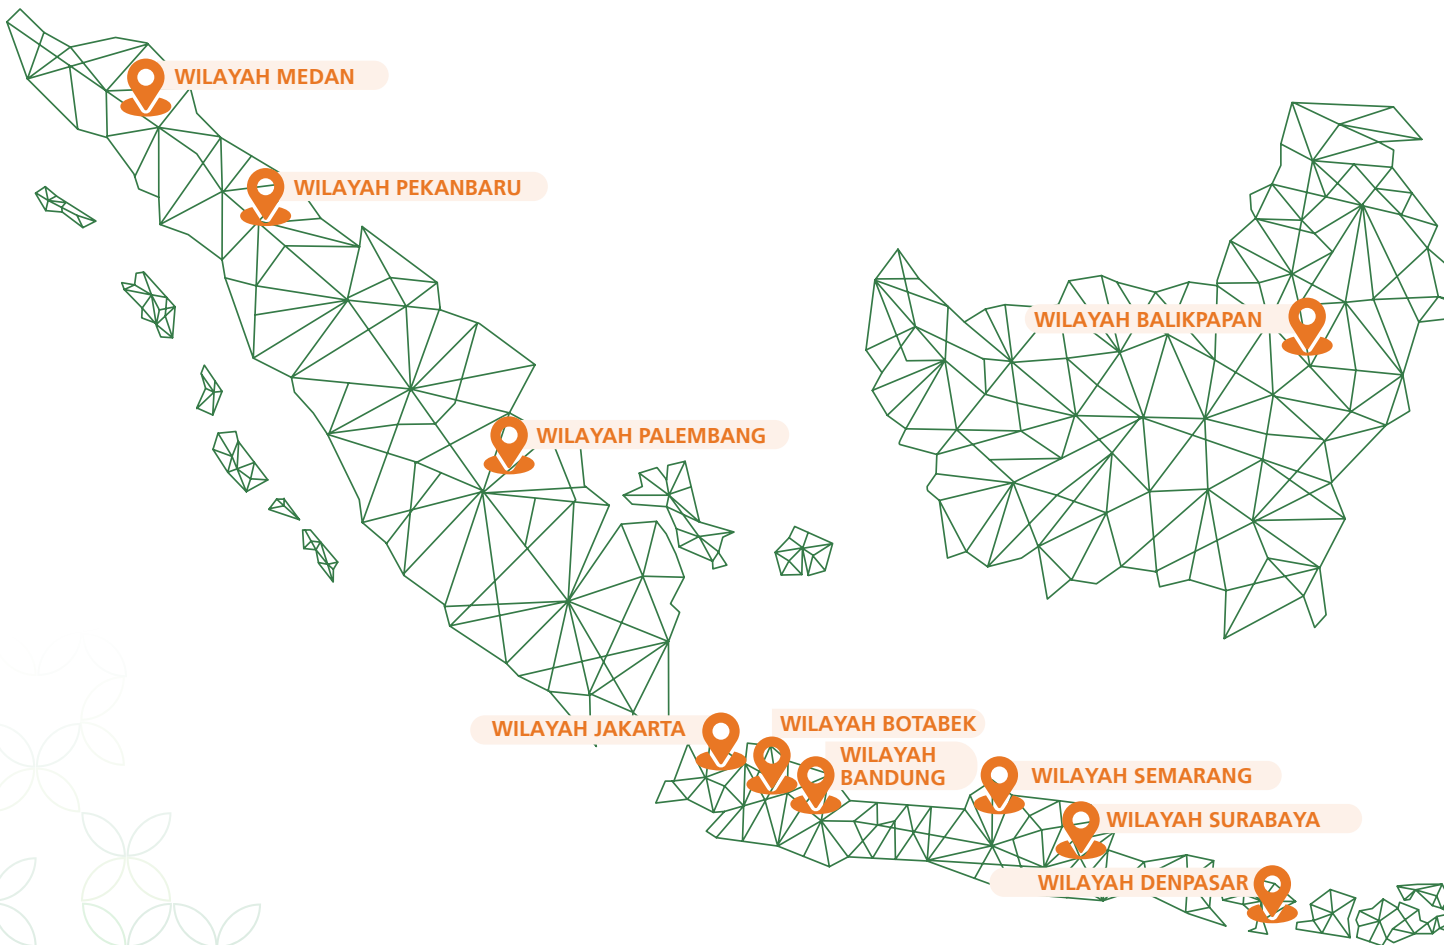 WILAYAH MEDAN
WILAYAH PEKANBARU
WILAYAH BALIKPAPAN
WILAYAH PALEMBANG
WILAYAH JAKARTA
WILAYAH BOTABEK
WILAYAH
BANDUNG
WILAYAH SEMARANG
WILAYAH SURABAYA
WILAYAH DENPASAR